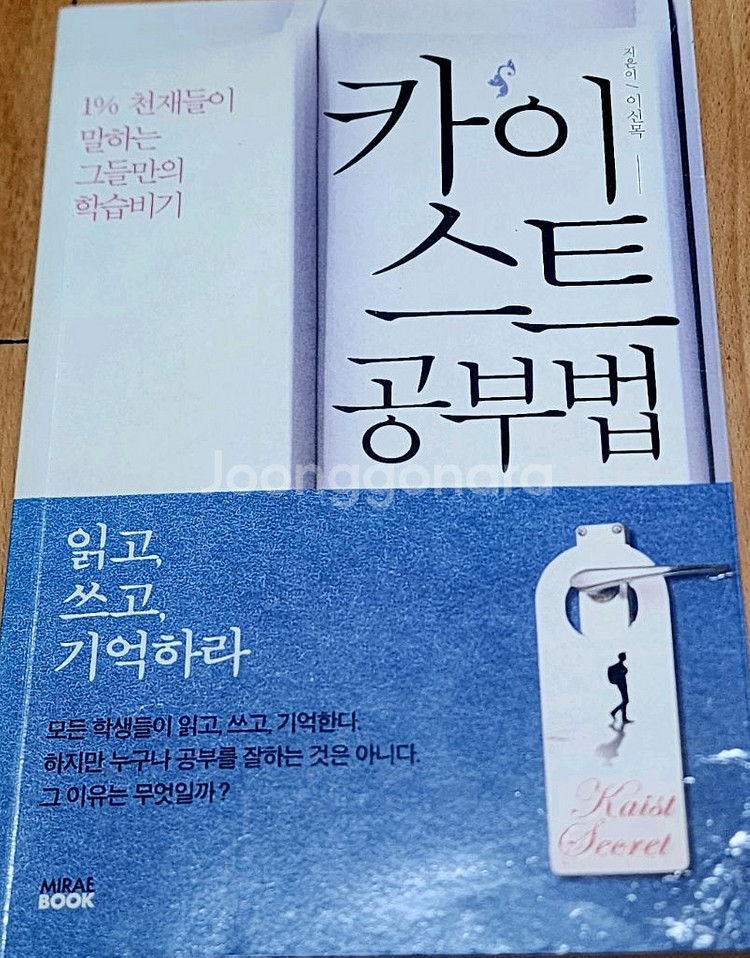 1% 천재들이
말하는
그들만의
학습비기
카이
스트
공부법
지은이 / 이신목
Joonggonara
읽고,
쓰고,
기억하라
모든 학생들이 읽고, 쓰고, 기억한다.
하지만 누구나 공부를 잘하는 것은 아니다.
그 이유는 무엇일까?
Kaist
Secret
MIRAE
BOOK